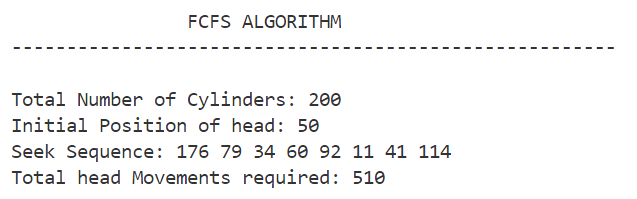 FCFS ALGORITHM
-------------------------------------------------------
Total Number of Cylinders: 200
Initial Position of head: 50
Seek Sequence: 176 79 34 60 92 11 41 114
Total head Movements required: 510